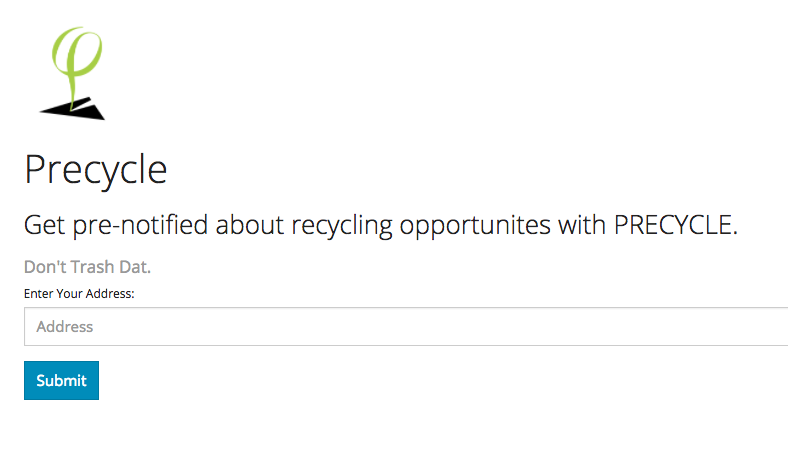 Precycle
Get pre-notified about recycling opportunites with PRECYCLE.
Don't Trash Dat.
Enter Your Address:
Address
Submit